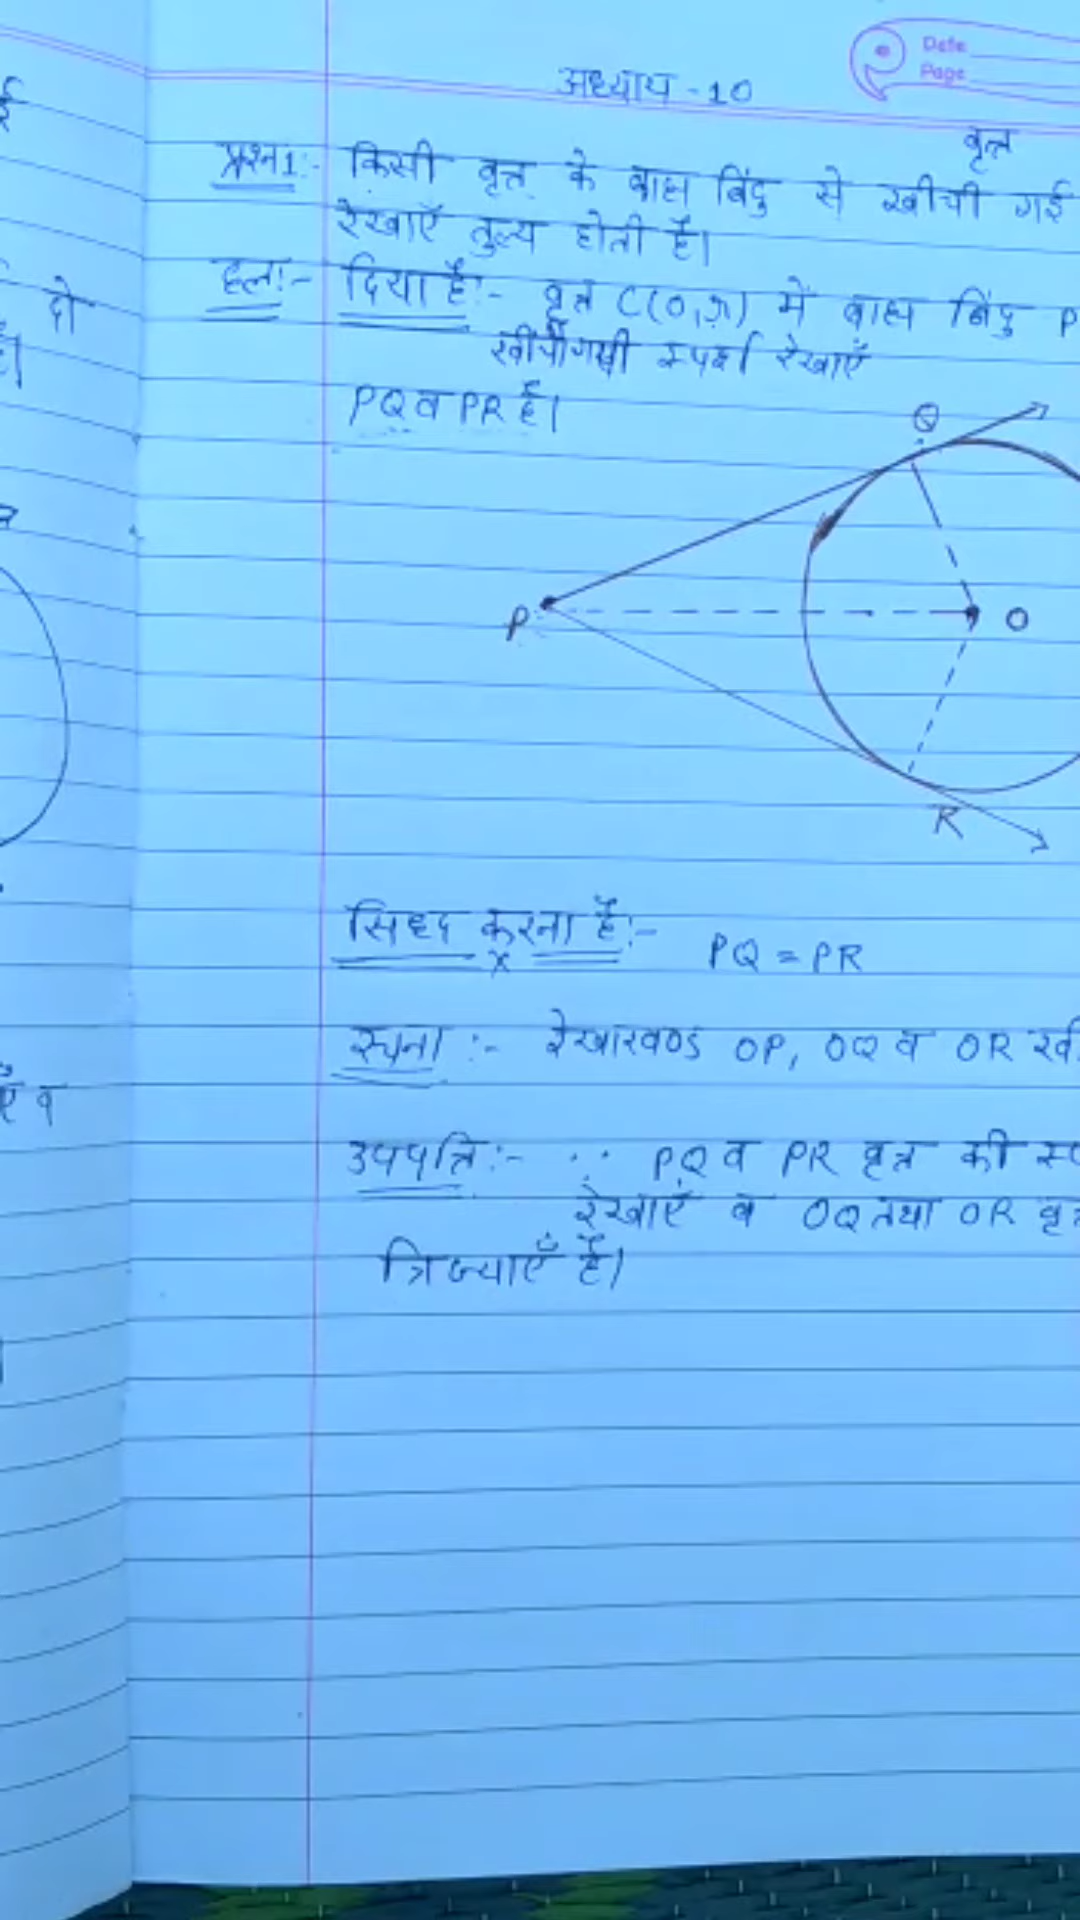 Date
Page
अध्याय - 10
वृत्त
प्रश्न1:- किसी वृत्त के बाह्य बिंदु से खींची गई
रेखाएँ तुल्य होती है।
हल:- दिया है:- वृत्त C(O,r) में बाह्य बिंदु P
खींची गयी स्पर्श रेखाएँ
PQ व PR है।
Q
P
O
R
सिध्द करना है:- PQ = PR
रचना :- रेखाखण्ड OP, OQ व OR
उपपत्ति:- ∵ PQ व PR वृत्त की
रेखाएँ व OQ तथा OR
त्रिज्याएँ है।
दो